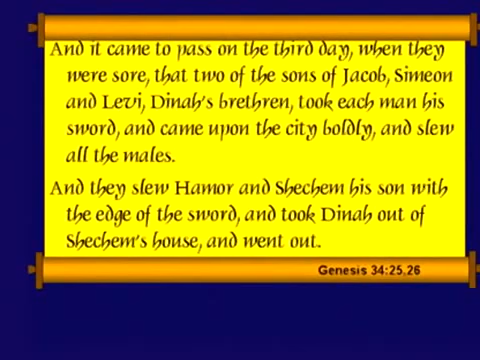 And it came to pass on the third day, when they
were sore, that two of the sons of Jacob, Simeon
and Levi, Dinah's brethren, took each man his
sword, and came upon the city boldly, and slew
all the males.
And they slew Hamor and Shechem his son with
the edge of the sword, and took Dinah out of
Shechem's house, and went out.
Genesis 34:25,26